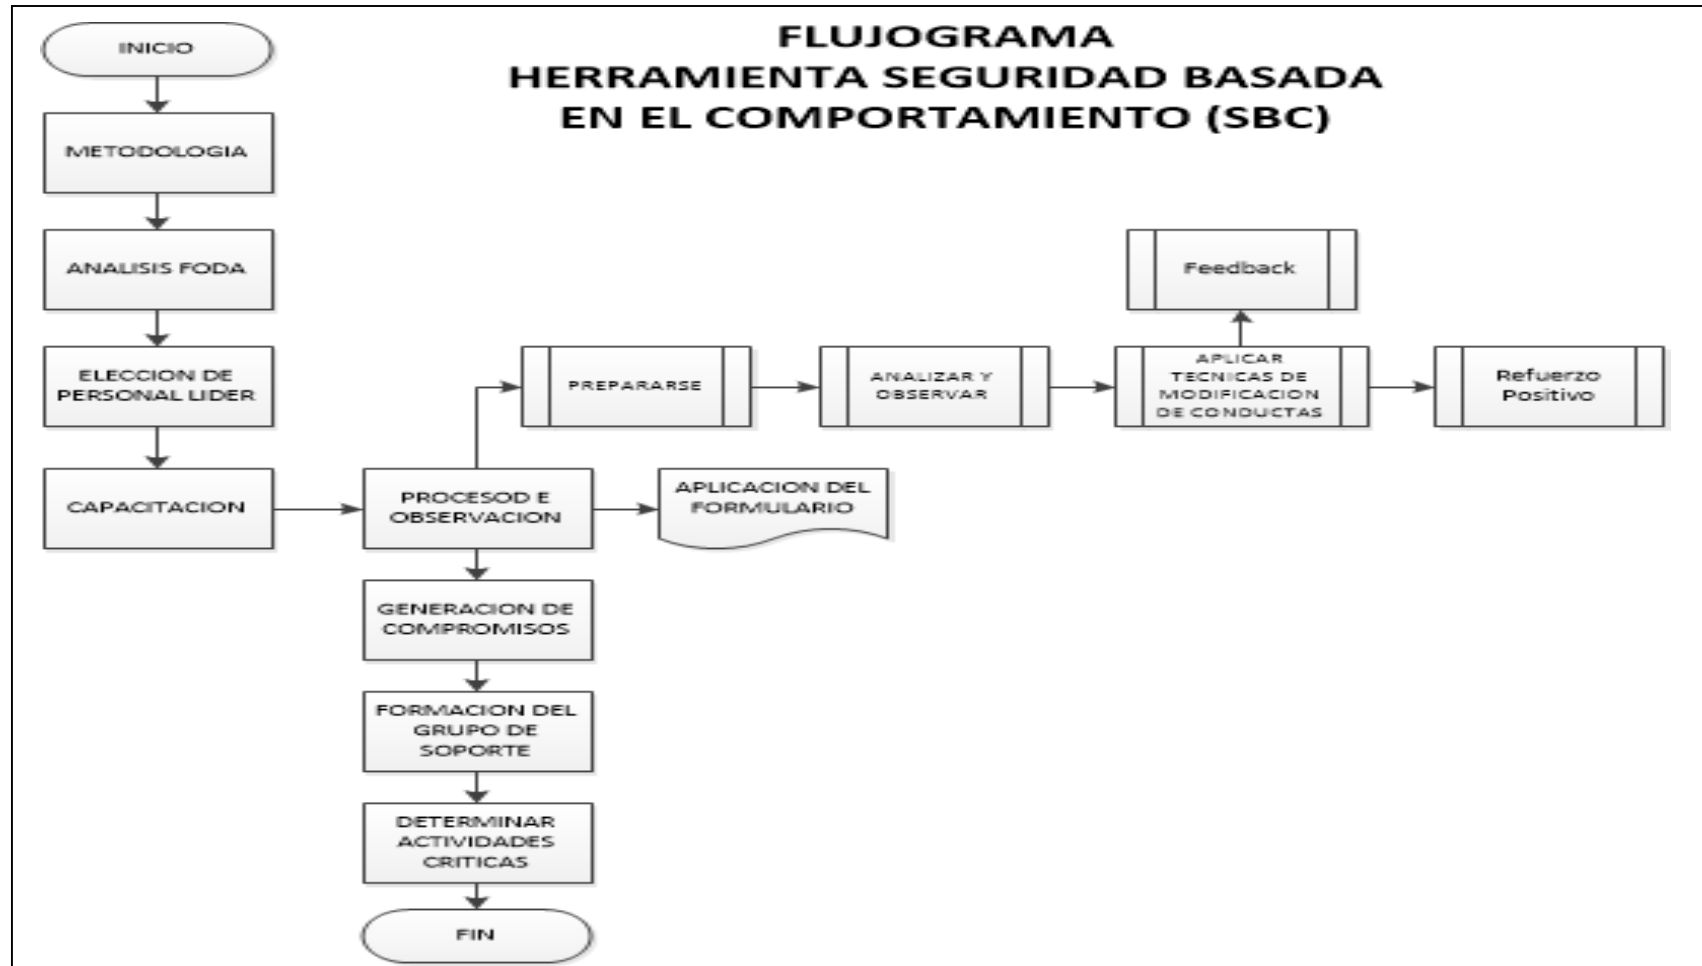 FLUJOGRAMA
HERRAMIENTA SEGURIDAD BASADA
EN EL COMPORTAMIENTO (SBC)
INICIO
METODOLOGIA
ANALISIS FODA
ELECCION DE
PERSONAL LIDER
CAPACITACION
PROCESOD E
OBSERVACION
PREPARARSE
ANALIZAR Y
OBSERVAR
APLICAR
TECNICAS DE
MODIFICACION
DE CONDUCTAS
Feedback
Refuerzo
Positivo
APLICACION DEL
FORMULARIO
GENERACION DE
COMPROMISOS
FORMACION DEL
GRUPO DE
SOPORTE
DETERMINAR
ACTIVIDADES
CRITICAS
FIN